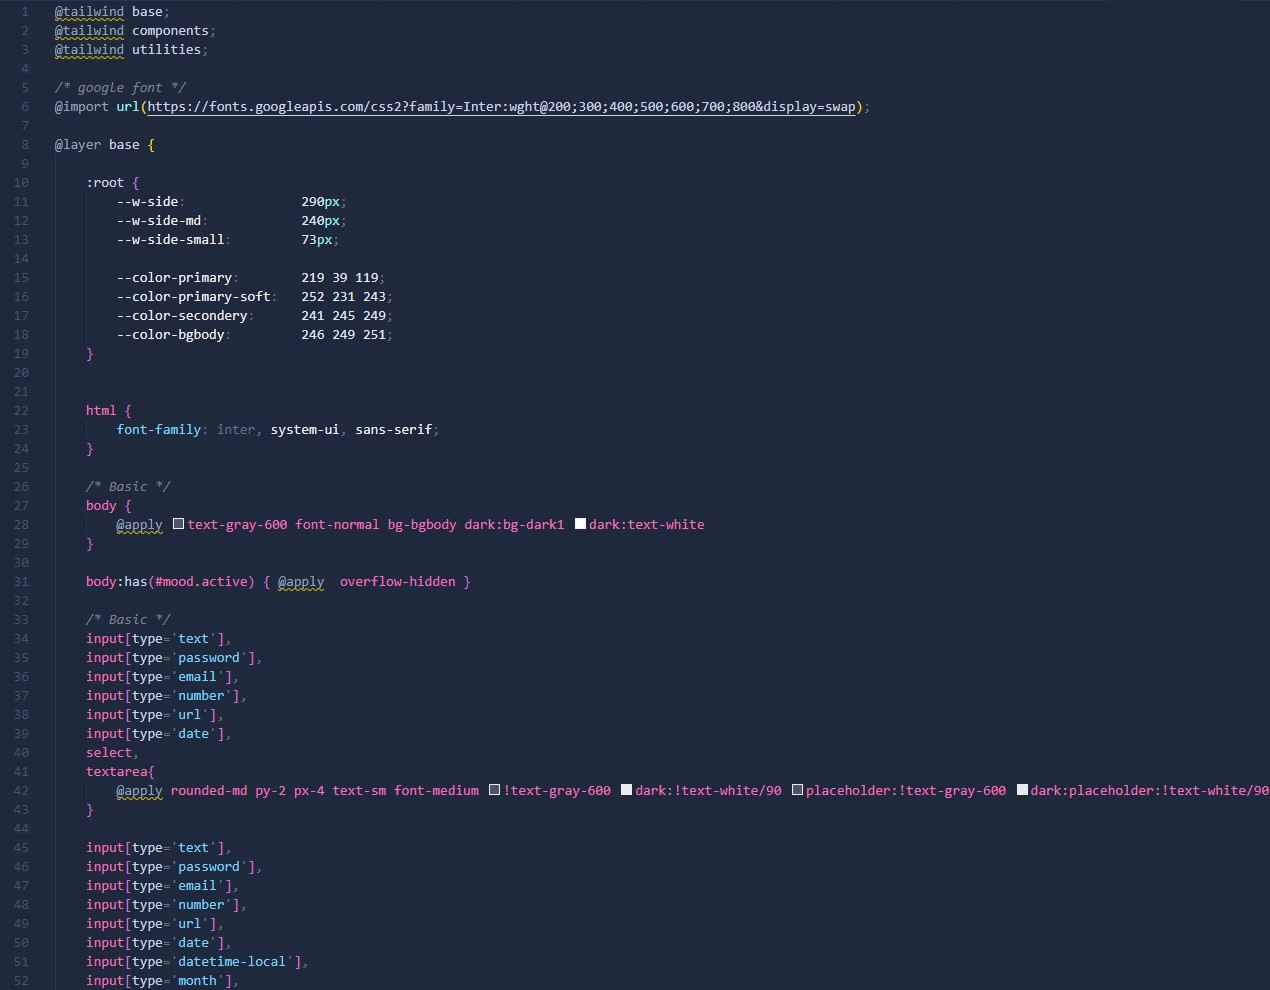 1 @tailwind base;
2 @tailwind components;
3 @tailwind utilities;
4
5 /* google font */
6 @import url(https://fonts.googleapis.com/css2?family=Inter:wght@200;300;400;500;600;700;800&display=swap);
7
8 @layer base {
9
10 :root {
11 --w-side: 290px;
12 --w-side-md: 240px;
13 --w-side-small: 73px;
14
15 --color-primary: 219 39 119;
16 --color-primary-soft: 252 231 243;
17 --color-secondery: 241 245 249;
18 --color-bgbody: 246 249 251;
19 }
20
21
22 html {
23 font-family: inter, system-ui, sans-serif;
24 }
25
26 /* Basic */
27 body {
28 @apply text-gray-600 font-normal bg-bgbody dark:bg-dark1 dark:text-white
29 }
30
31 body:has(#mood.active) { @apply  overflow-hidden }
32
33 /* Basic */
34 input[type='text'],
35 input[type='password'],
36 input[type='email'],
37 input[type='number'],
38 input[type='url'],
39 input[type='date'],
40 select,
41 textarea{
42 @apply rounded-md py-2 px-4 text-sm font-medium !text-gray-600 dark:!text-white/90 placeholder:!text-gray-600 dark:placeholder:!text-white/90
43 }
44
45 input[type='text'],
46 input[type='password'],
47 input[type='email'],
48 input[type='number'],
49 input[type='url'],
50 input[type='date'],
51 input[type='datetime-local'],
52 input[type='month'],